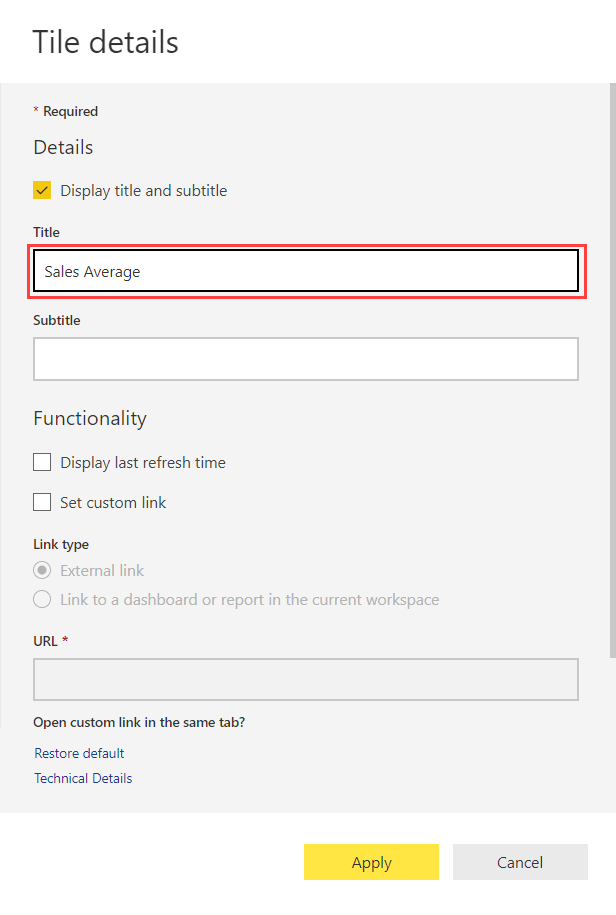 Tile details
* Required
Details
Display title and subtitle
Title
Sales Average
Subtitle
Functionality
Display last refresh time
Set custom link
Link type
External link
Link to a dashboard or report in the current workspace
URL *
Open custom link in the same tab?
Restore default
Technical Details
Apply Cancel